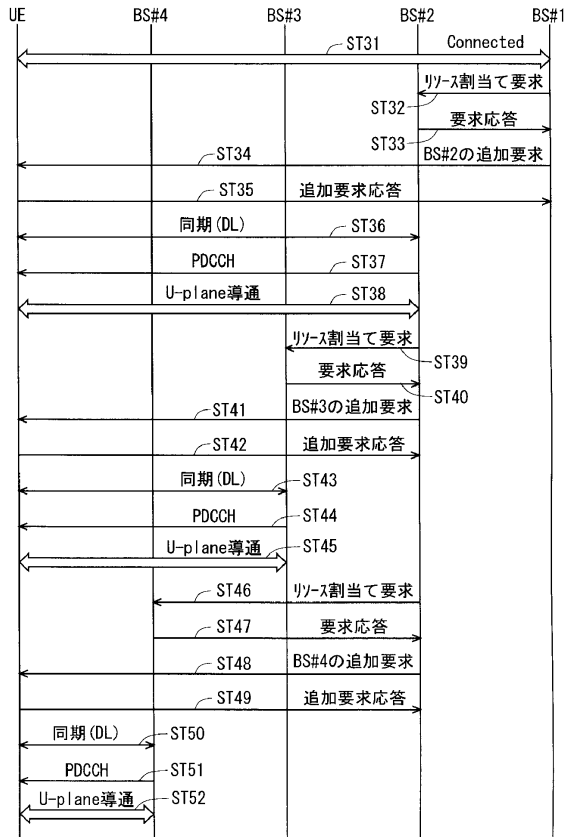 UE BS#4 BS#3 BS#2 BS#1
ST31 Connected
リソース割当て要求
ST32
要求応答
ST33
ST34 BS#2の追加要求
ST35 追加要求応答
同期(DL) ST36
PDCCH ST37
U-plane導通 ST38
リソース割当て要求
ST39
要求応答
ST40
ST41 BS#3の追加要求
ST42 追加要求応答
同期(DL) ST43
PDCCH ST44
U-plane導通 ST45
ST46 リソース割当て要求
ST47 要求応答
ST48 BS#4の追加要求
ST49 追加要求応答
同期(DL) ST50
PDCCH ST51
U-plane導通 ST52